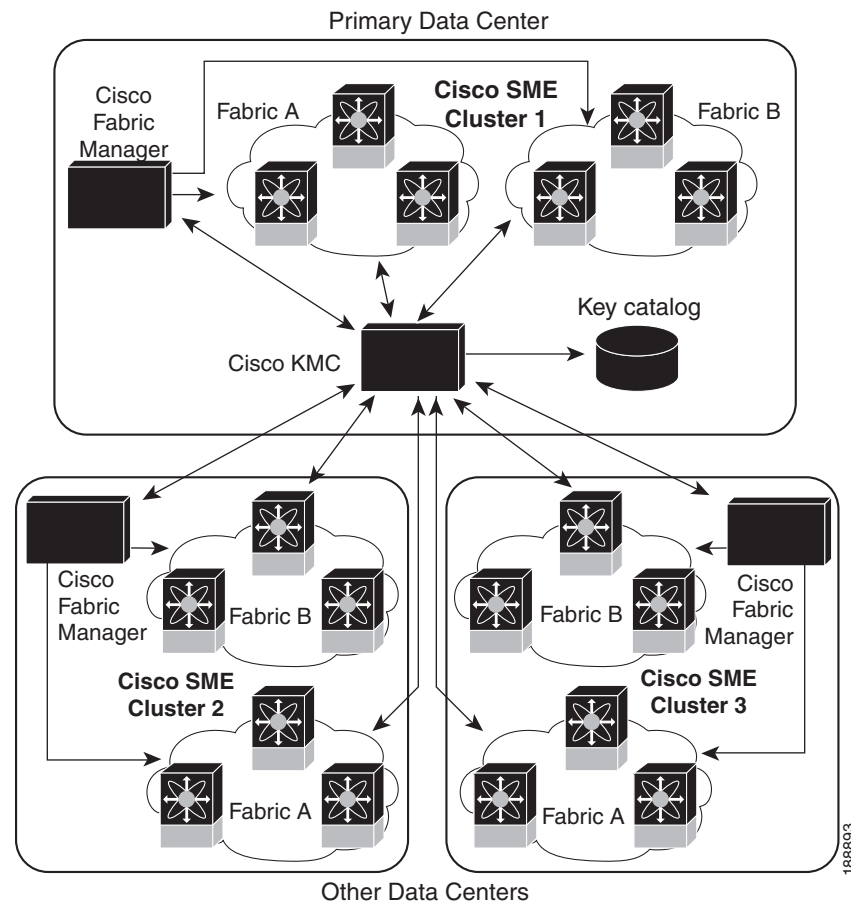 Primary Data Center
Cisco
Fabric
Manager
Fabric A
Cisco SME
Cluster 1
Fabric B
Key catalog
Cisco KMC
Cisco
Fabric
Manager
Fabric B
Cisco SME
Cluster 2
Fabric A
Fabric B
Cisco
Fabric
Manager
Cisco SME
Cluster 3
Fabric A
188893
Other Data Centers